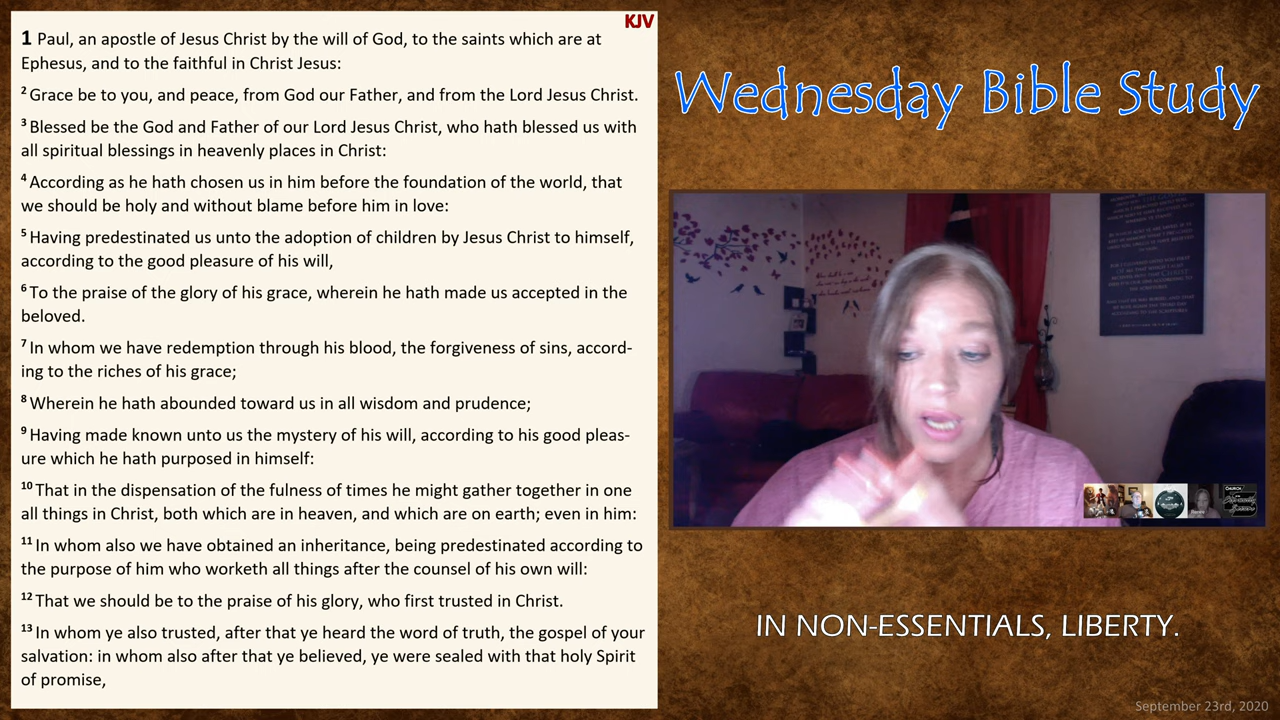 KJV
1 Paul, an apostle of Jesus Christ by the will of God, to the saints which are at
Ephesus, and to the faithful in Christ Jesus:
2 Grace be to you, and peace, from God our Father, and from the Lord Jesus Christ.
3 Blessed be the God and Father of our Lord Jesus Christ, who hath blessed us with
all spiritual blessings in heavenly places in Christ:
4 According as he hath chosen us in him before the foundation of the world, that
we should be holy and without blame before him in love:
5 Having predestinated us unto the adoption of children by Jesus Christ to himself,
according to the good pleasure of his will,
6 To the praise of the glory of his grace, wherein he hath made us accepted in the
beloved.
7 In whom we have redemption through his blood, the forgiveness of sins, accord-
ing to the riches of his grace;
8 Wherein he hath abounded toward us in all wisdom and prudence;
9 Having made known unto us the mystery of his will, according to his good pleas-
ure which he hath purposed in himself:
10 That in the dispensation of the fulness of times he might gather together in one
all things in Christ, both which are in heaven, and which are on earth; even in him:
11 In whom also we have obtained an inheritance, being predestinated according to
the purpose of him who worketh all things after the counsel of his own will:
12 That we should be to the praise of his glory, who first trusted in Christ.
13 In whom ye also trusted, after that ye heard the word of truth, the gospel of your
salvation: in whom also after that ye believed, ye were sealed with that holy Spirit
of promise,
Wednesday Bible Study
IN NON-ESSENTIALS, LIBERTY.
September 23rd, 2020